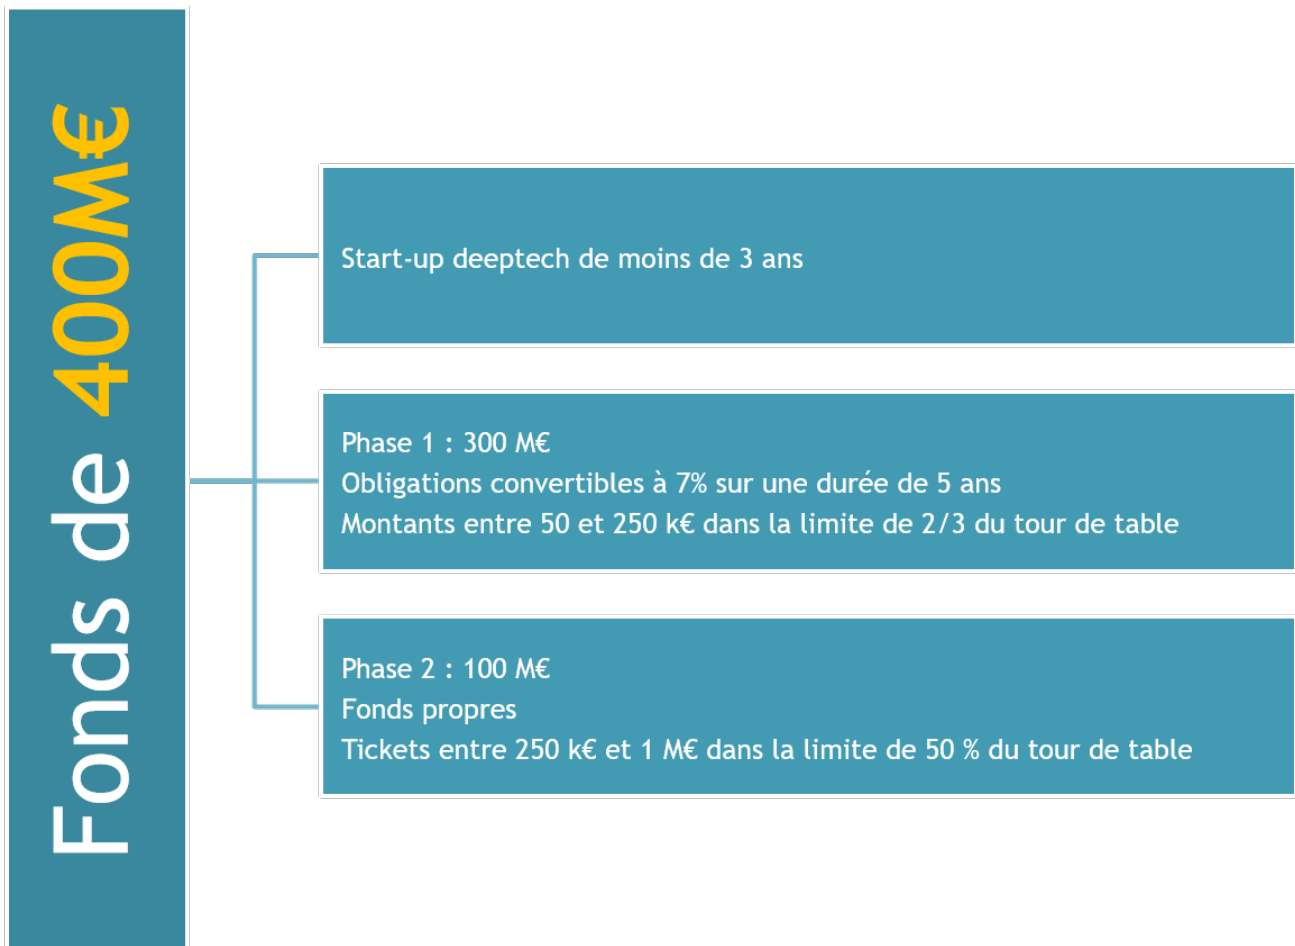 Fonds de 400M€
Start-up deeptech de moins de 3 ans
Phase 1 : 300 M€
Obligations convertibles à 7% sur une durée de 5 ans
Montants entre 50 et 250 k€ dans la limite de 2/3 du tour de table
Phase 2 : 100 M€
Fonds propres
Tickets entre 250 k€ et 1 M€ dans la limite de 50 % du tour de table